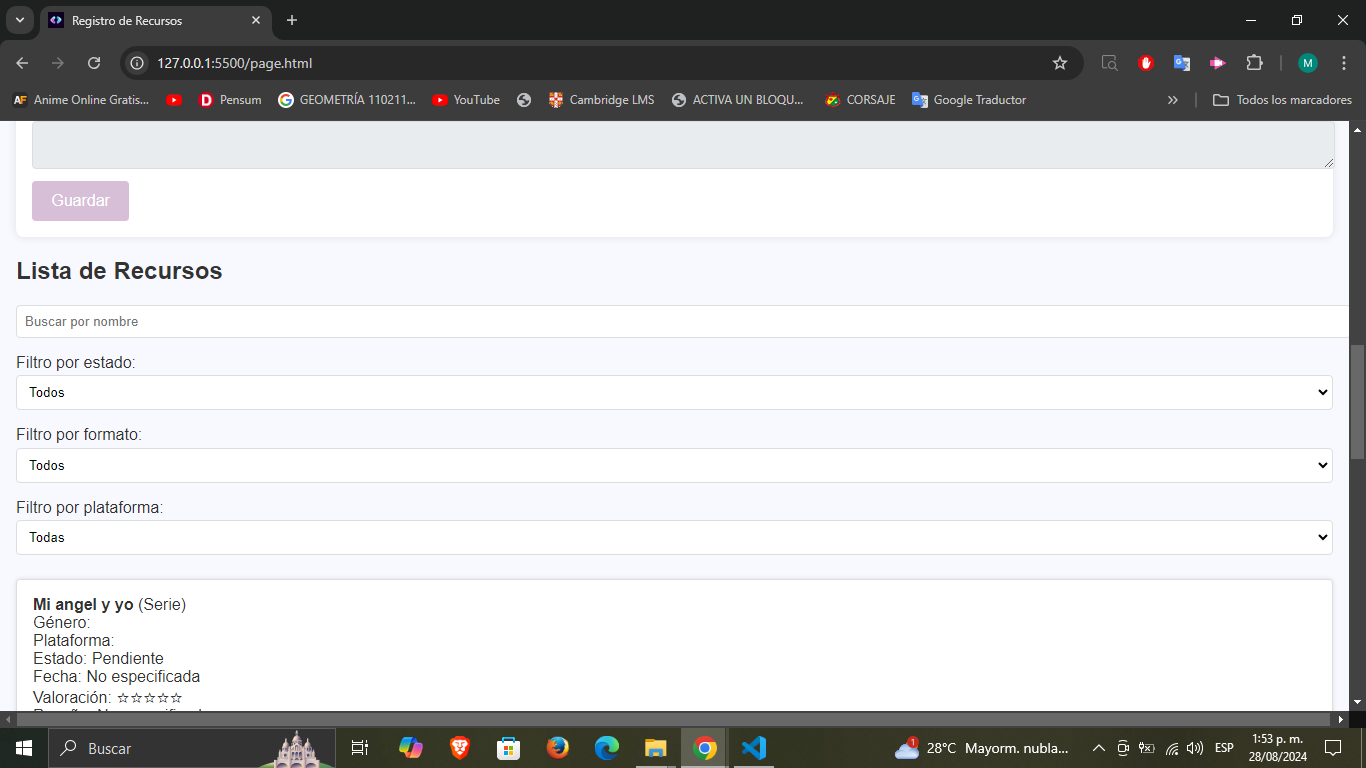 Registro de Recursos
127.0.0.1:5500/page.html
M
AF Anime Online Gratis...
D Pensum
G GEOMETRÍA 110211...
YouTube
Cambridge LMS
ACTIVA UN BLOQU...
CORSAJE
Google Traductor
Todos los marcadores
Guardar
Lista de Recursos
Buscar por nombre
Filtro por estado:
Todos
Filtro por formato:
Todos
Filtro por plataforma:
Todas
Mi angel y yo (Serie)
Género:
Plataforma:
Estado: Pendiente
Fecha: No especificada
Valoración: ☆☆☆☆☆
Buscar
1
28°C Mayorm. nubla...
ESP
1:53 p. m.
28/08/2024